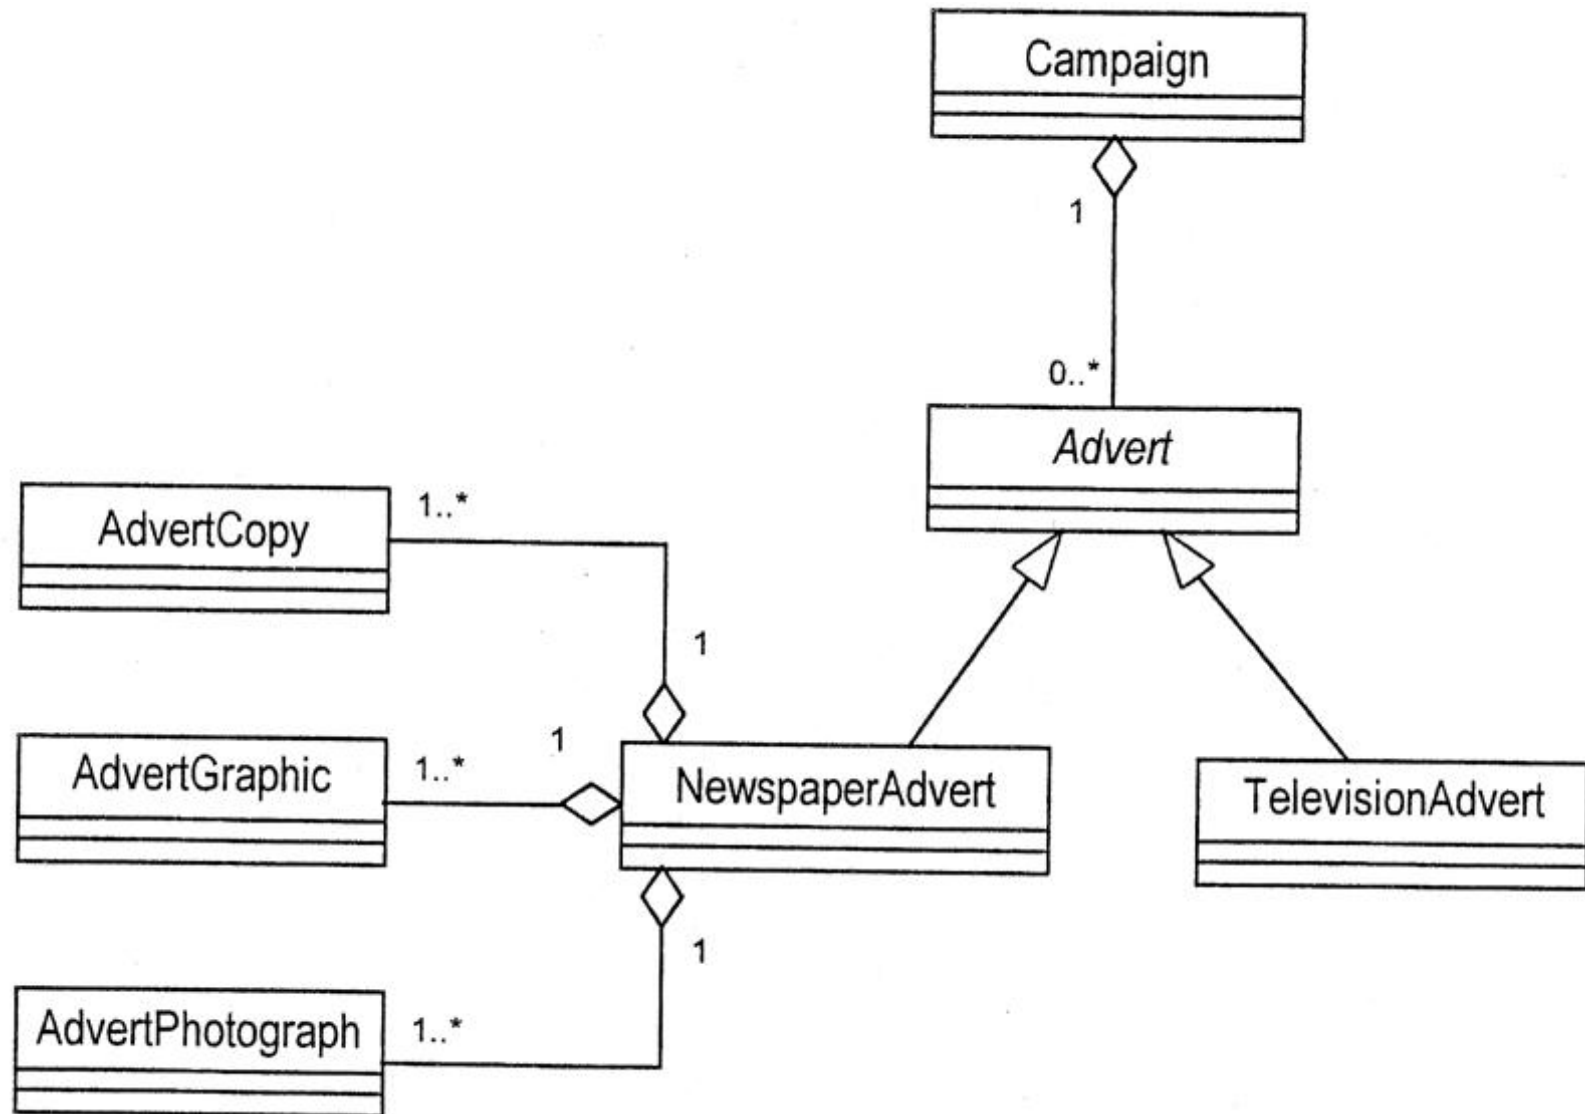 Campaign
1
0..*
Advert
AdvertCopy
1..*
1
AdvertGraphic
1..*
1
NewspaperAdvert
TelevisionAdvert
1
AdvertPhotograph
1..*